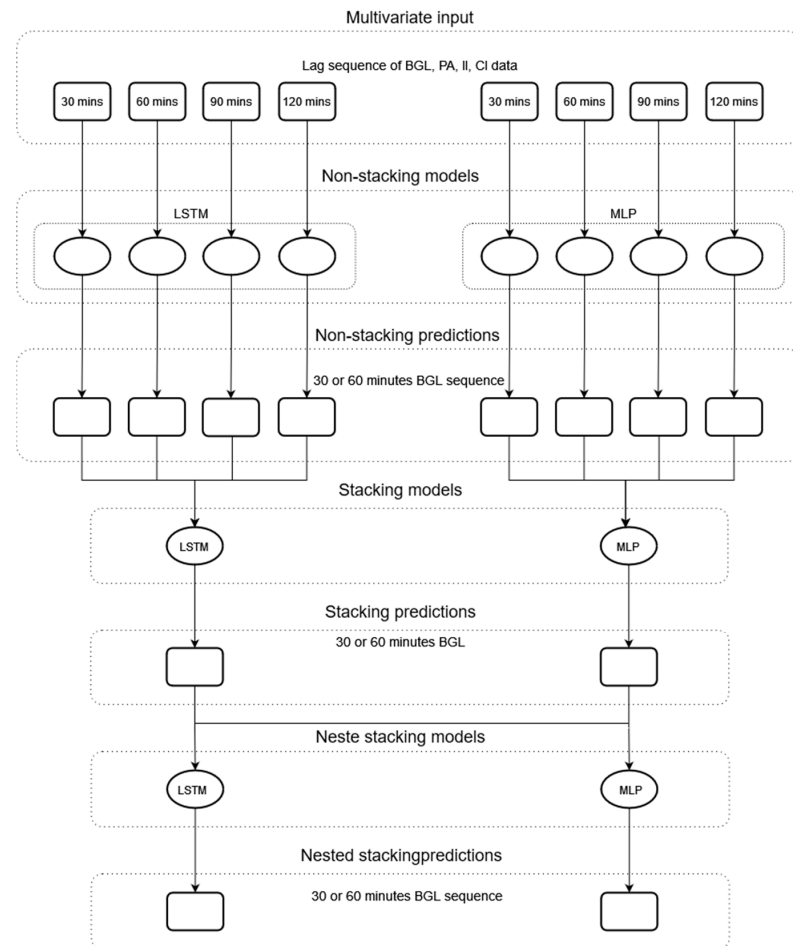 Multivariate input
Lag sequence of BGL, PA, II, CI data
30 mins 60 mins 90 mins 120 mins 30 mins 60 mins 90 mins 120 mins
Non-stacking models
LSTM MLP
Non-stacking predictions
30 or 60 minutes BGL sequence
Stacking models
LSTM MLP
Stacking predictions
30 or 60 minutes BGL
Neste stacking models
LSTM MLP
Nested stackingpredictions
30 or 60 minutes BGL sequence